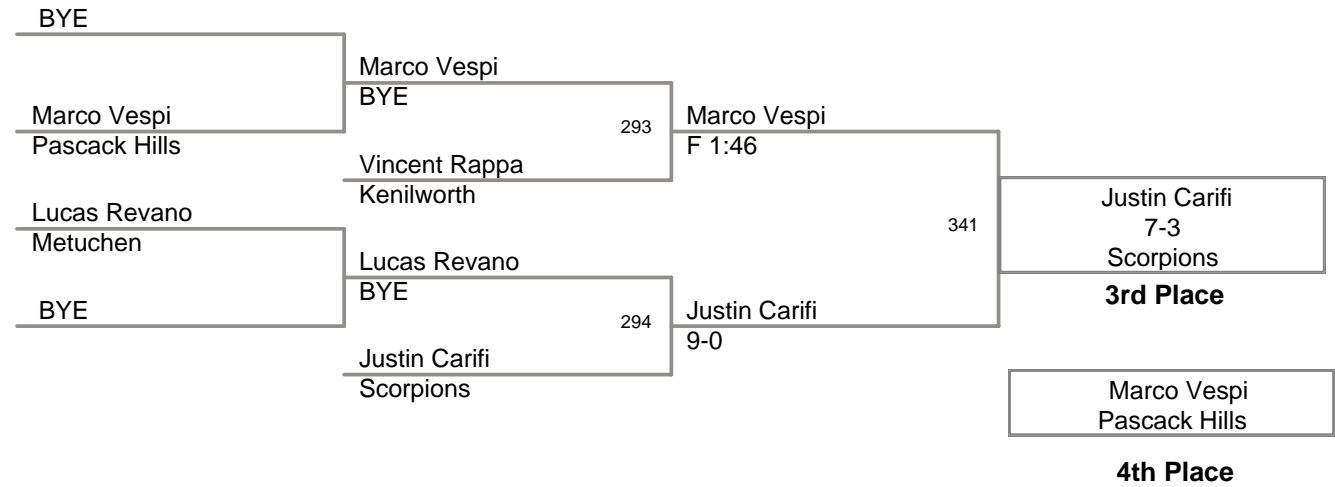 BYE
Marco Vespi
Pascack Hills
Lucas Revano
Metuchen
BYE
Marco Vespi
BYE
293
Vincent Rappa
Kenilworth
Lucas Revano
BYE
294
Justin Carifi
Scorpions
Marco Vespi
F 1:46
341
Justin Carifi
9-0
Justin Carifi
7-3
Scorpions
3rd Place
Marco Vespi
Pascack Hills
4th Place